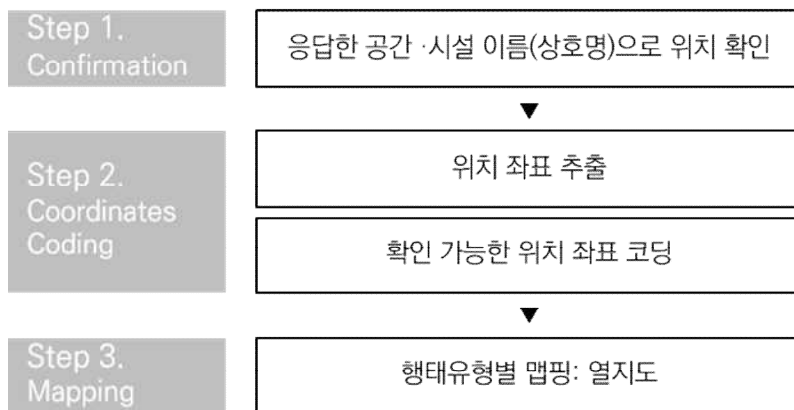 Step 1.
Confirmation
응답한 공간·시설 이름(상호명)으로 위치 확인
▼
Step 2.
Coordinates
Coding
위치 좌표 추출
확인 가능한 위치 좌표 코딩
▼
Step 3.
Mapping
행태유형별 맵핑: 열지도